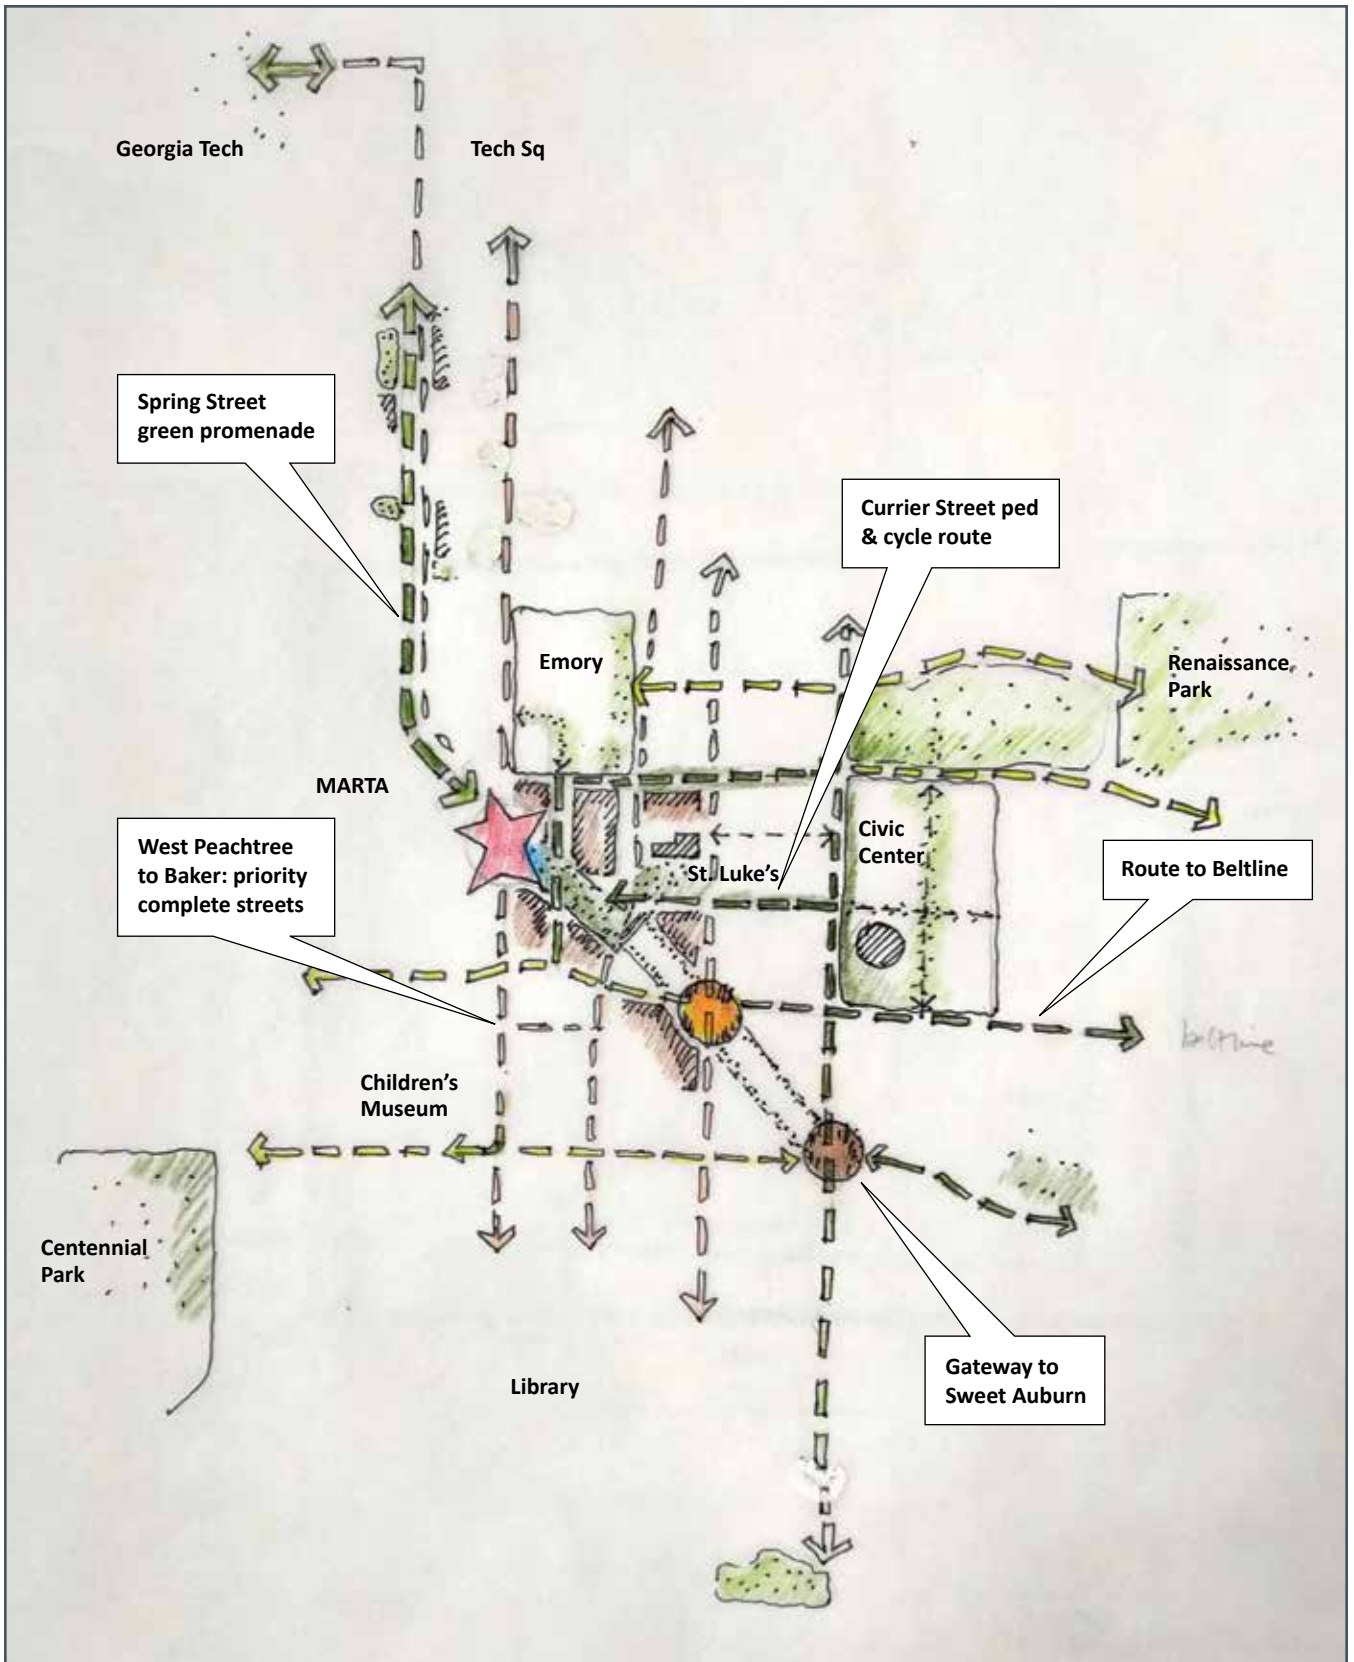 Georgia Tech
Tech Sq
Spring Street
green promenade
Currier Street ped
& cycle route
Emory
Renaissance
Park
MARTA
West Peachtree
to Baker: priority
complete streets
Civic
Center
St. Luke's
Route to Beltline
beltline
Children's
Museum
Centennial
Park
Library
Gateway to
Sweet Auburn